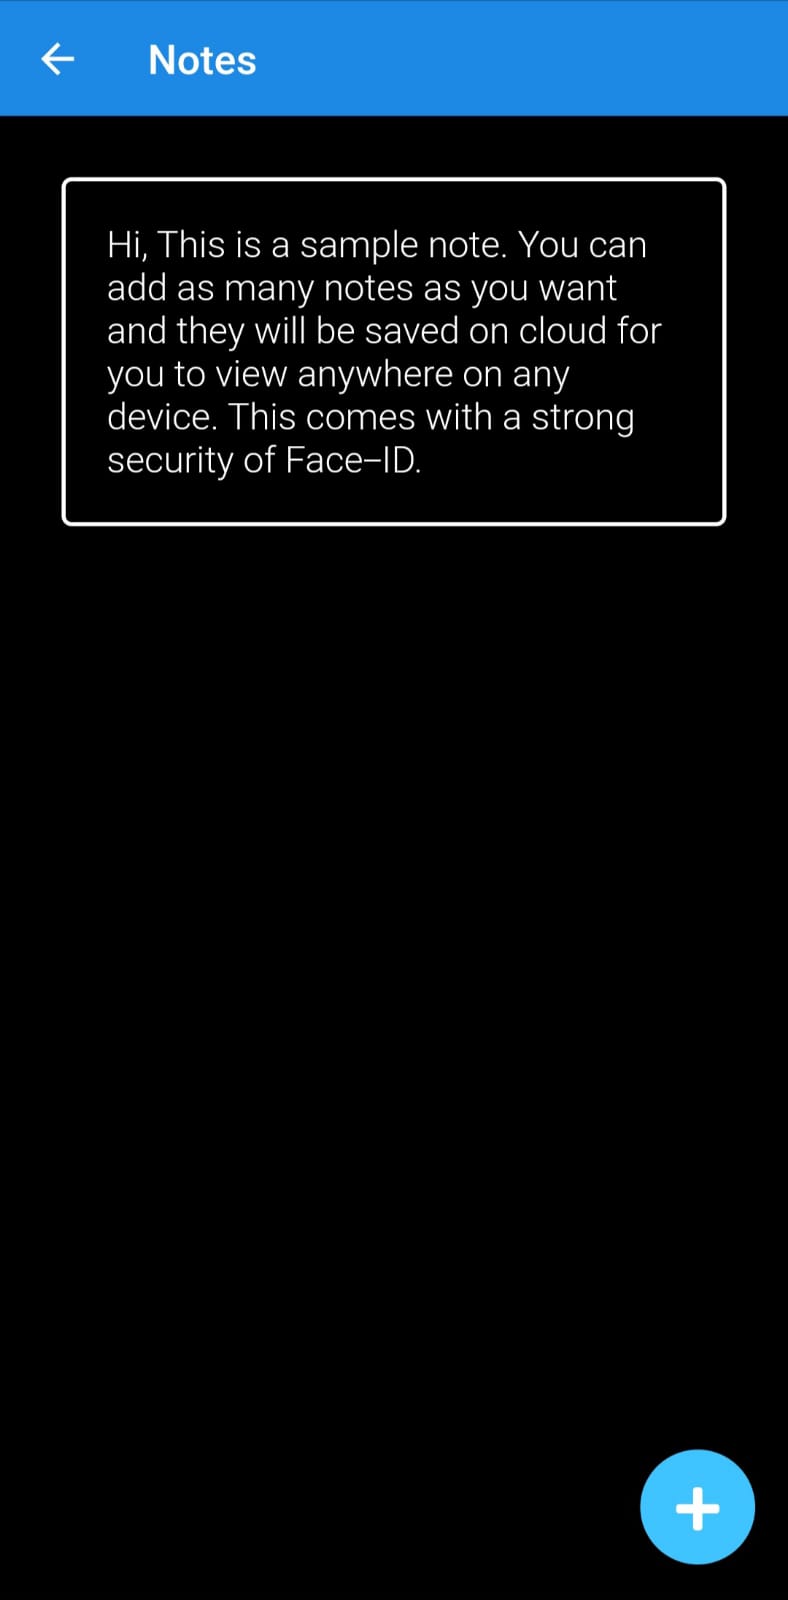 Notes
Hi, This is a sample note. You can
add as many notes as you want
and they will be saved on cloud for
you to view anywhere on any
device. This comes with a strong
security of Face–ID.